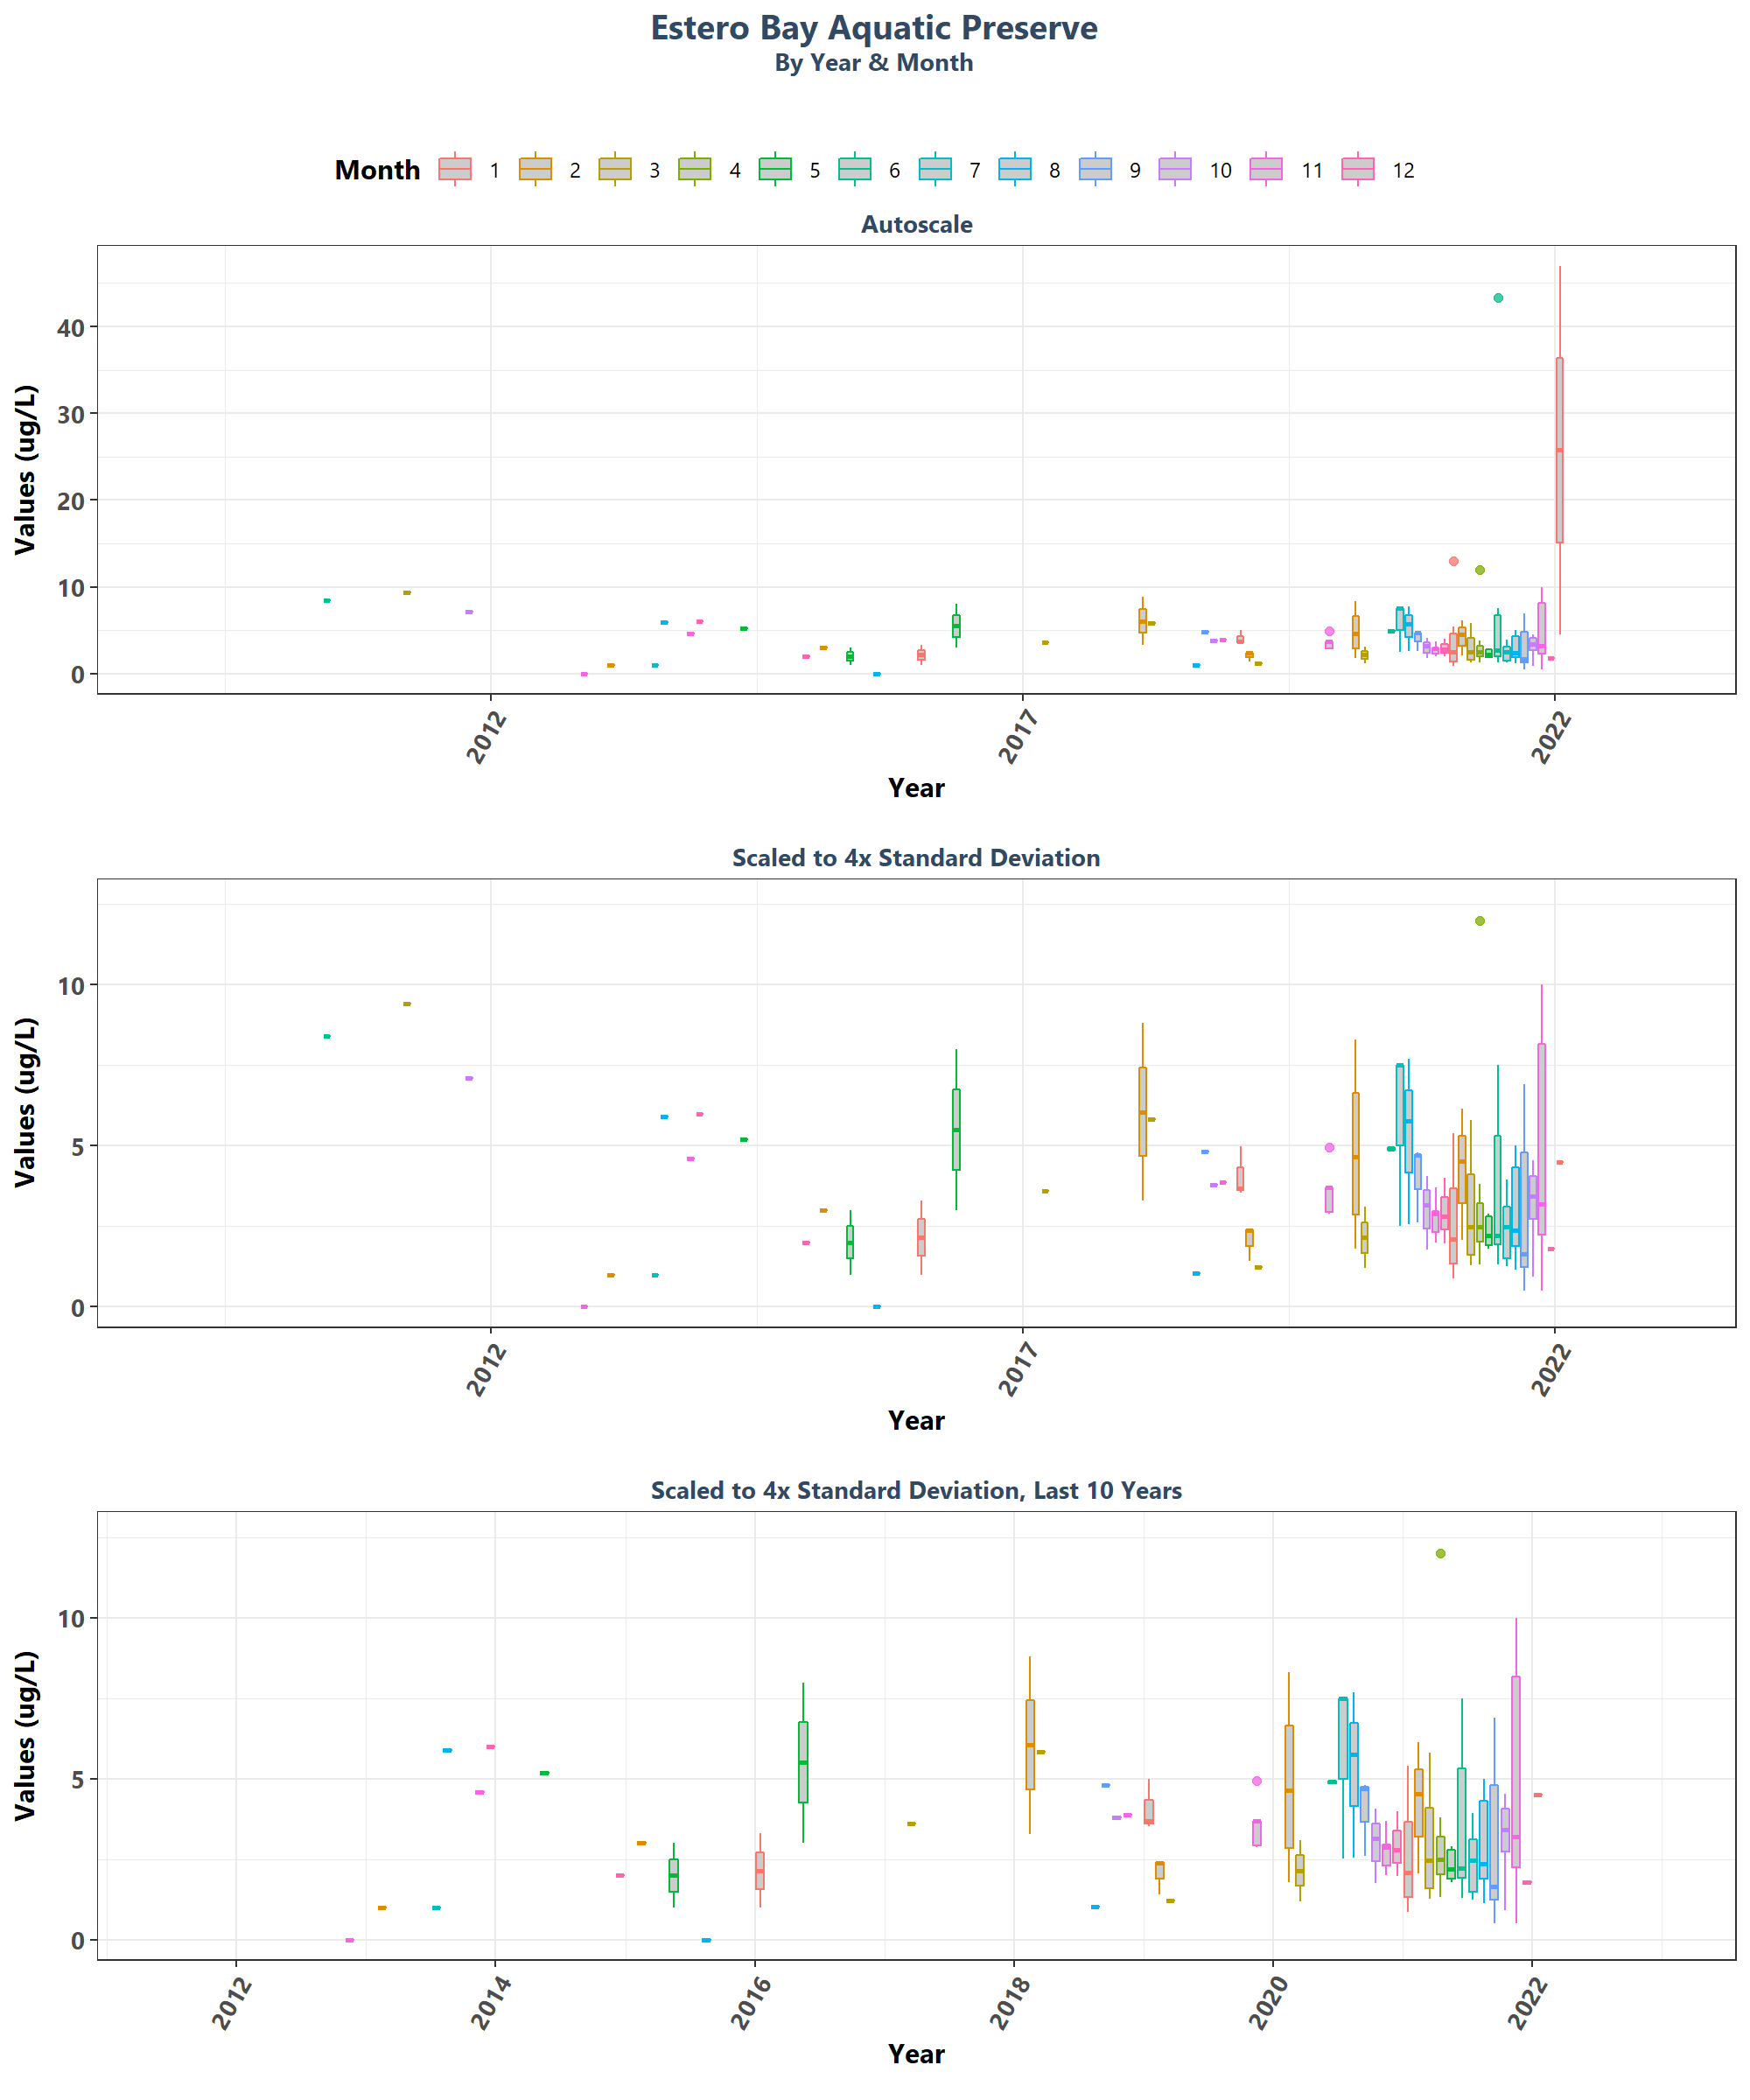 Estero Bay Aquatic Preserve
By Year & Month
Month 1 2 3 4 5 6 7 8 9 10 11 12
Autoscale
Values (ug/L)
40
30
20
10
0
2012 2017 2022
Year
Scaled to 4x Standard Deviation
Values (ug/L)
10
5
0
2012 2017 2022
Year
Scaled to 4x Standard Deviation, Last 10 Years
Values (ug/L)
10
5
0
2012 2014 2016 2018 2020 2022
Year